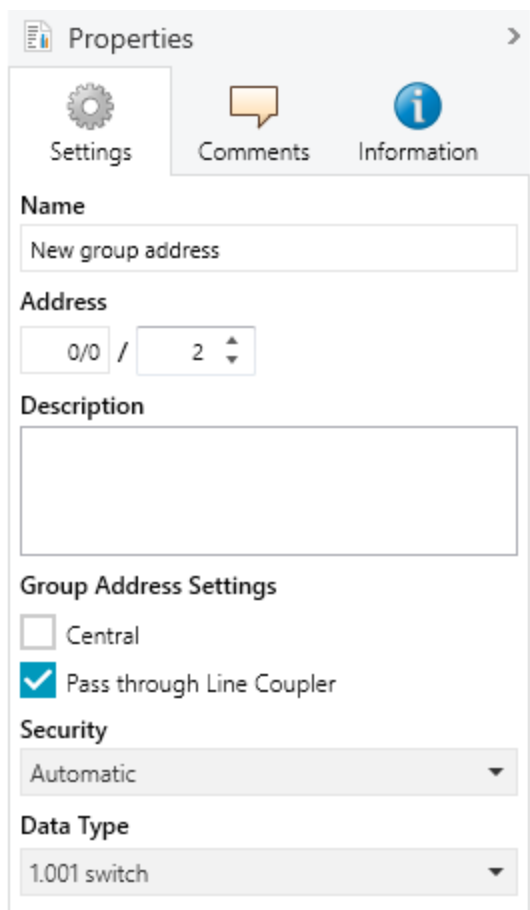 Properties
Settings Comments Information
Name
New group address
Address
0/0 / 2
Description
Group Address Settings
Central
Pass through Line Coupler
Security
Automatic
Data Type
1.001 switch